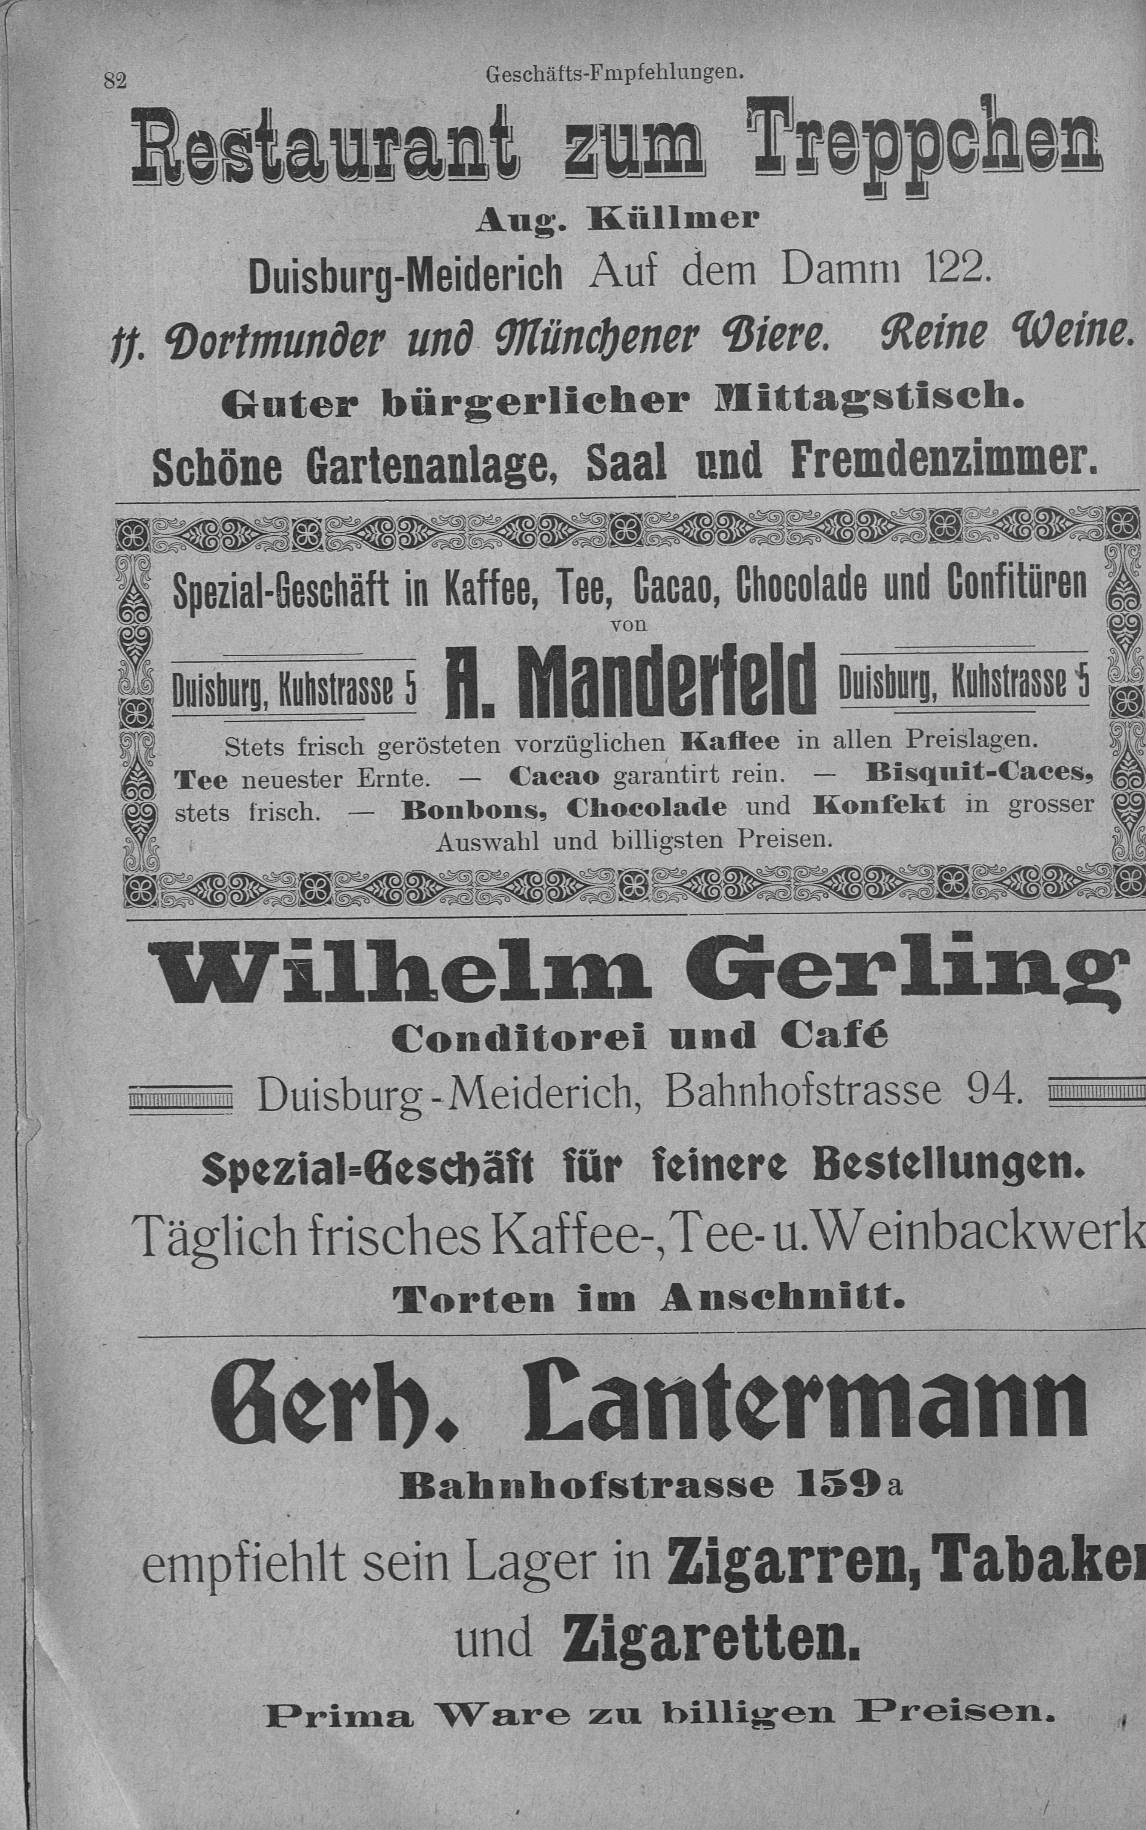 82
Geschäfts-Fmpfehlungen.
Restaurant zum Treppchen
Aug. Küllmer
Duisburg-Meiderich Auf dem Damm 122.
ff. Dortmunder und Münchener Biere. Reine Weine.
Guter bürgerlicher Mittagstisch.
Schöne Gartenanlage, Saal und Fremdenzimmer.
Spezial-Geschäft in Kaffee, Tee, Cacao, Chocolade und Confitüren
von
Duisburg, Kuhstrasse 5 A. Manderfeld Duisburg, Kuhstrasse 5
Stets frisch gerösteten vorzüglichen Kaffee in allen Preislagen.
Tee neuester Ernte. — Cacao garantirt rein. — Bisquit-Caces,
stets frisch. — Bonbons, Chocolade und Konfekt in grosser
Auswahl und billigsten Preisen.
Wilhelm Gerling
Conditorei und Café
Duisburg-Meiderich, Bahnhofstrasse 94.
Spezial-Geschäft für feinere Bestellungen.
Täglich frisches Kaffee-, Tee- u. Weinbackwerk
Torten im Anschnitt.
Gerh. Lantermann
Bahnhofstrasse 159a
empfiehlt sein Lager in Zigarren, Tabaken
und Zigaretten.
Prima Ware zu billigen Preisen.